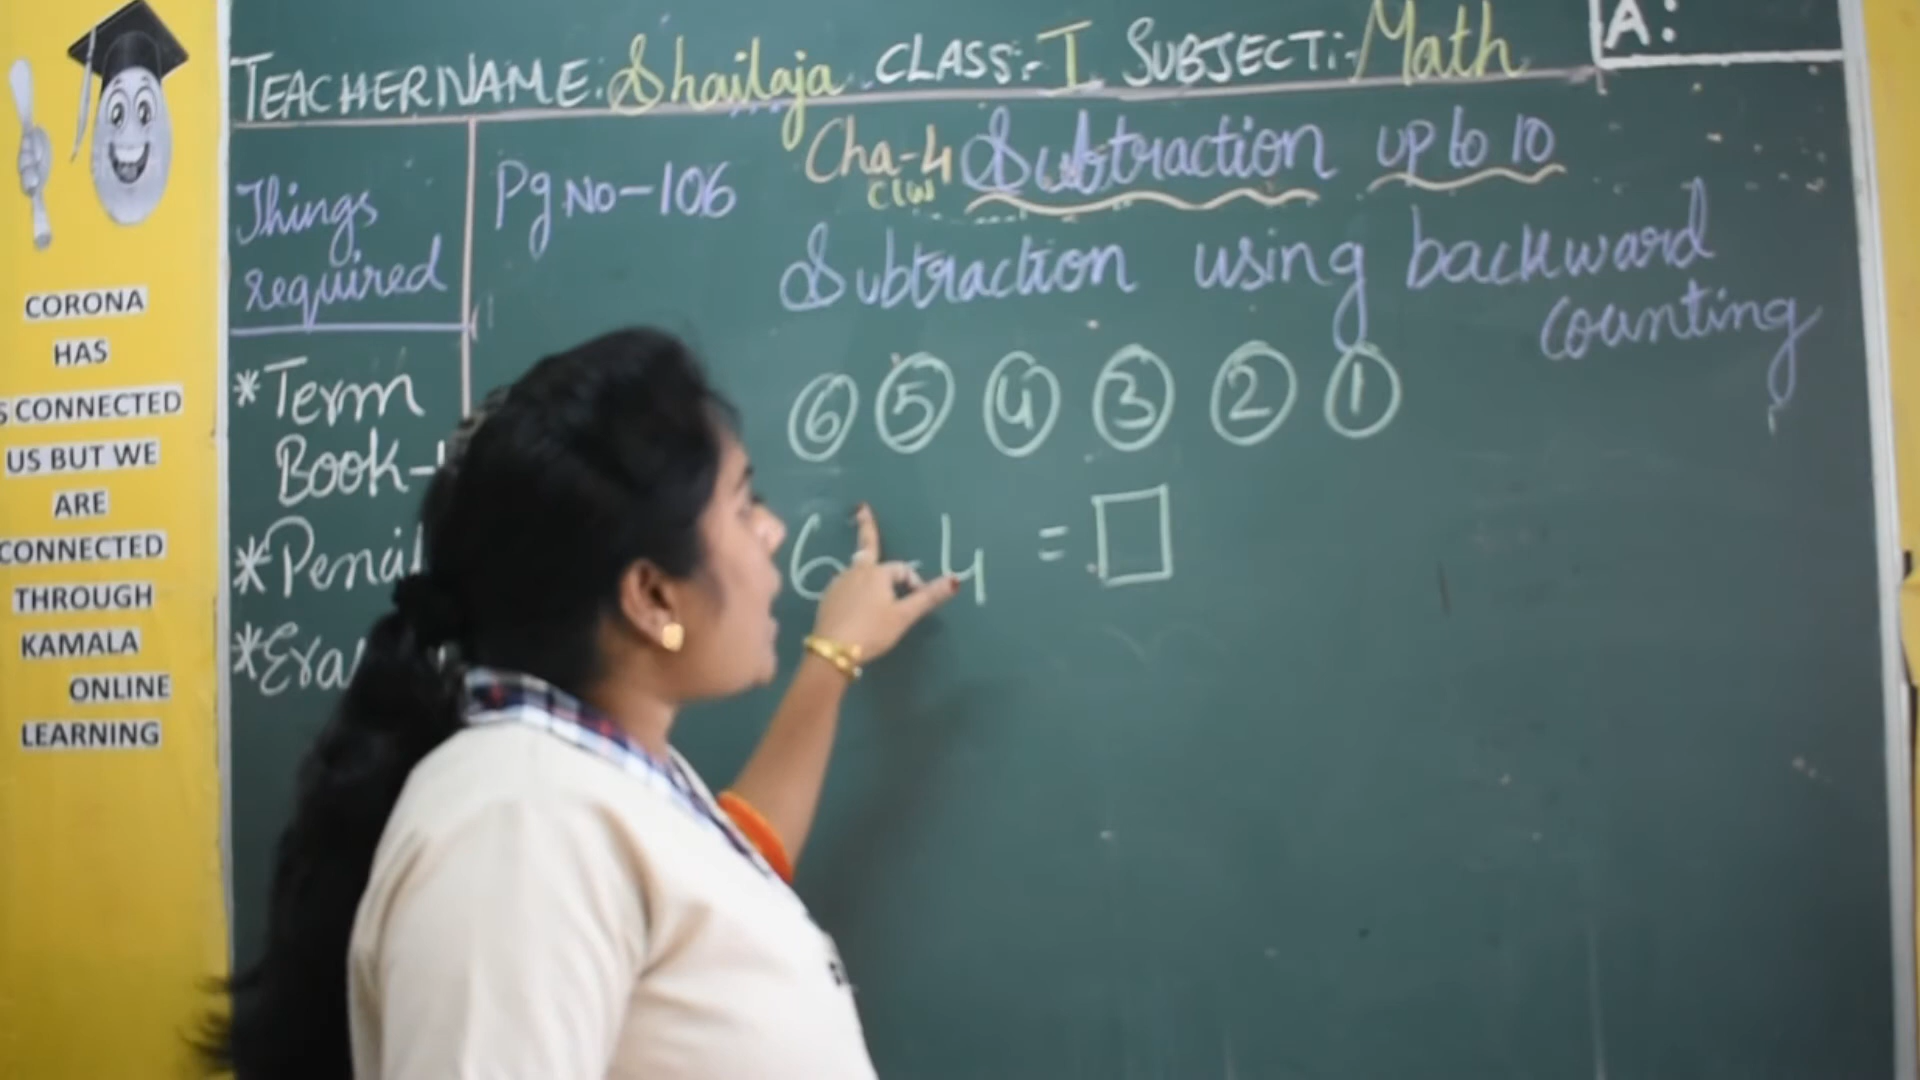 CORONA
HAS
S CONNECTED
US BUT WE
ARE
CONNECTED
THROUGH
KAMALA
ONLINE
LEARNING
TEACHER NAME: Shailaja CLASS:- I SUBJECT:- Math
A:
Things
required
* Term
Book-
* Pencil
* Era
Pg No-106
Cha-4 Subtraction up to 10
C(W)
Subtraction using backward
counting
6 5 4 3 2 1
6 - 4 = □